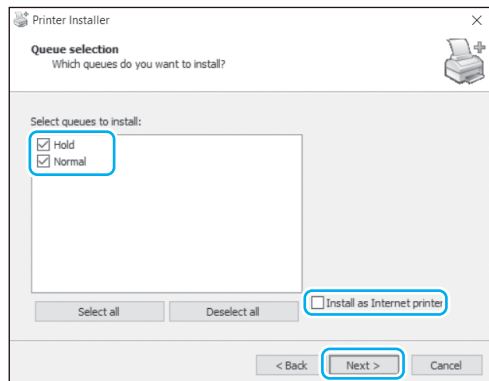 Printer Installer
Queue selection
Which queues do you want to install?
Select queues to install:
Hold
Normal
Install as Internet printer
Select all Deselect all
< Back Next > Cancel